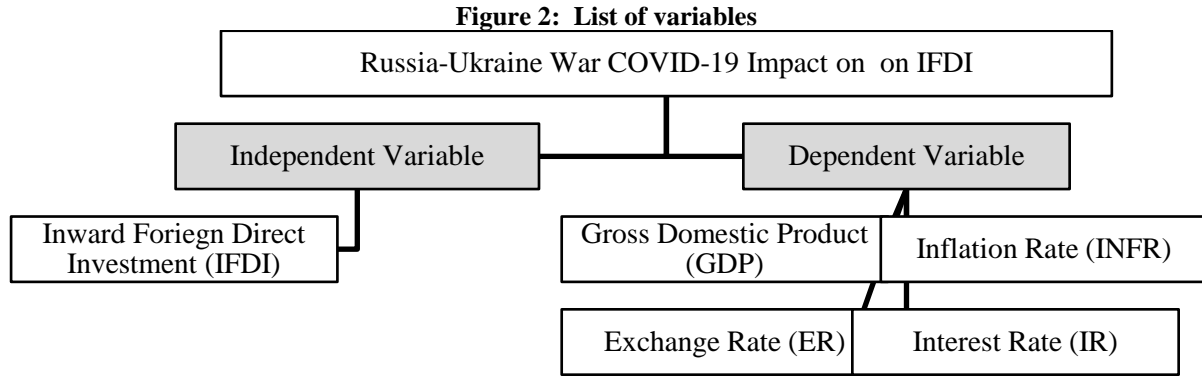 Figure 2: List of variables
Russia-Ukraine War COVID-19 Impact on on IFDI
Independent Variable
Dependent Variable
Inward Foriegn Direct
Investment (IFDI)
Gross Domestic Product
(GDP)
Inflation Rate (INFR)
Exchange Rate (ER)
Interest Rate (IR)